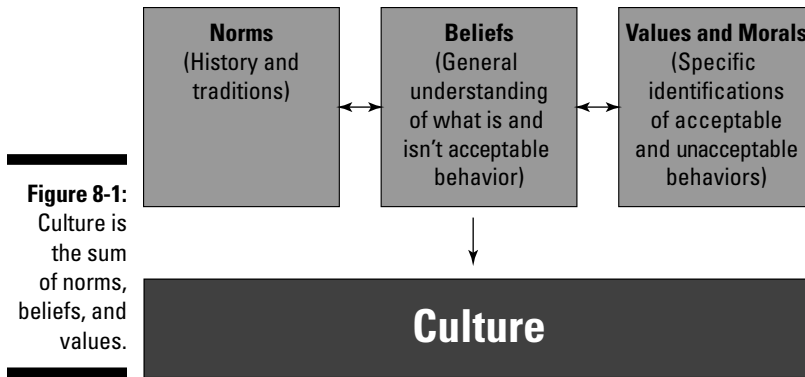 Norms
(History and
traditions)
Beliefs
(General
understanding
of what is and
isn't acceptable
behavior)
Values and Morals
(Specific
identifications
of acceptable
and unacceptable
behaviors)
Figure 8-1:
Culture is
the sum
of norms,
beliefs, and
values.
Culture